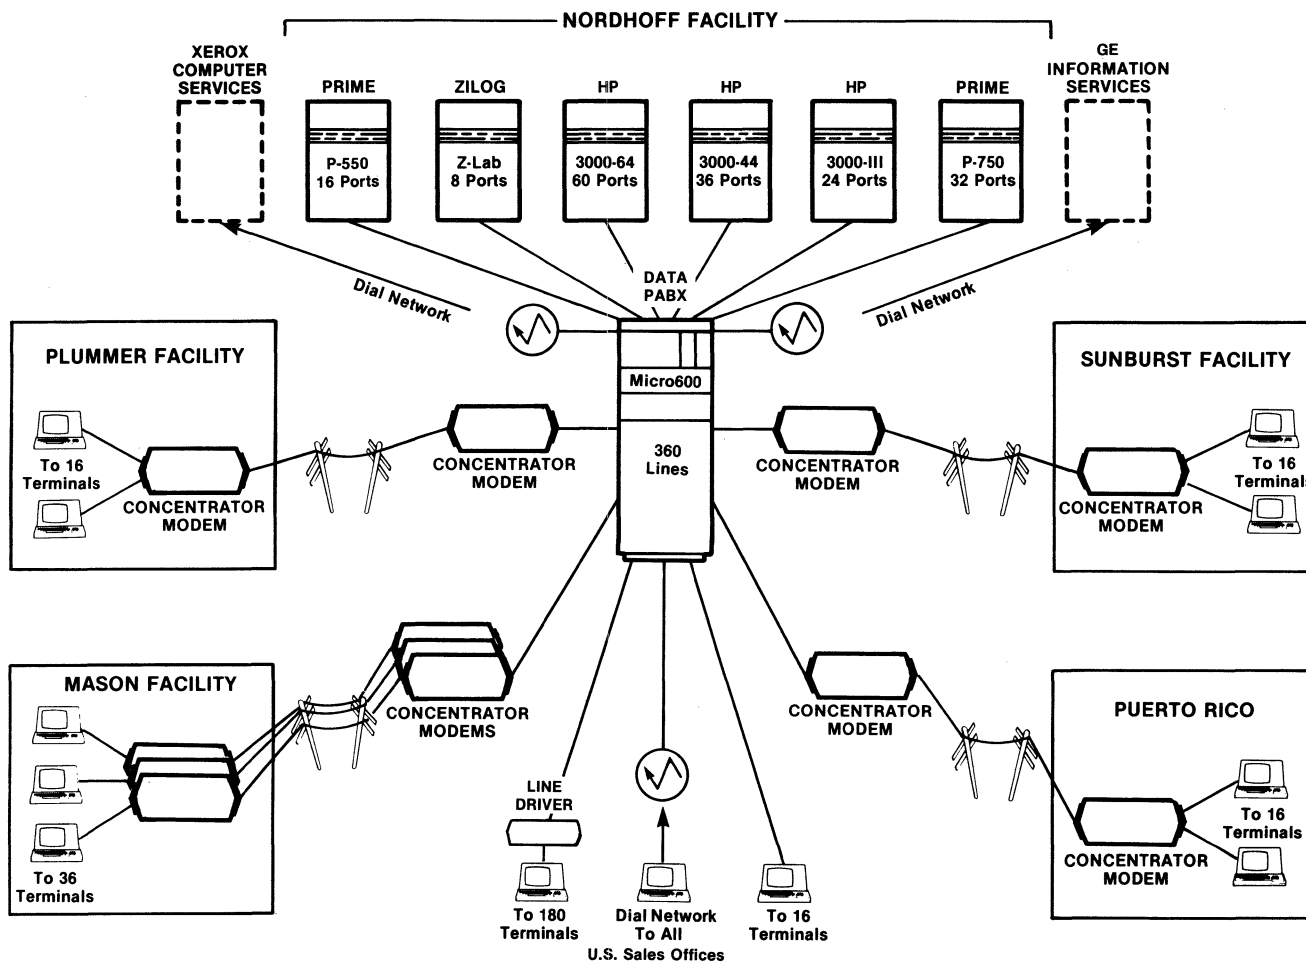 NORDHOFF FACILITY
XEROX
COMPUTER
SERVICES
PRIME
ZILOG
HP
HP
HP
PRIME
GE
INFORMATION
SERVICES
P-550
16 Ports
Z-Lab
8 Ports
3000-64
60 Ports
3000-44
36 Ports
3000-III
24 Ports
P-750
32 Ports
DATA
PABX
Dial Network
Dial Network
PLUMMER FACILITY
To 16
Terminals
CONCENTRATOR
MODEM
CONCENTRATOR
MODEM
Micro600
360
Lines
CONCENTRATOR
MODEM
SUNBURST FACILITY
To 16
Terminals
CONCENTRATOR
MODEM
MASON FACILITY
To 36
Terminals
CONCENTRATOR
MODEMS
LINE
DRIVER
To 180
Terminals
Dial Network
To All
U.S. Sales Offices
To 16
Terminals
CONCENTRATOR
MODEM
PUERTO RICO
To 16
Terminals
CONCENTRATOR
MODEM